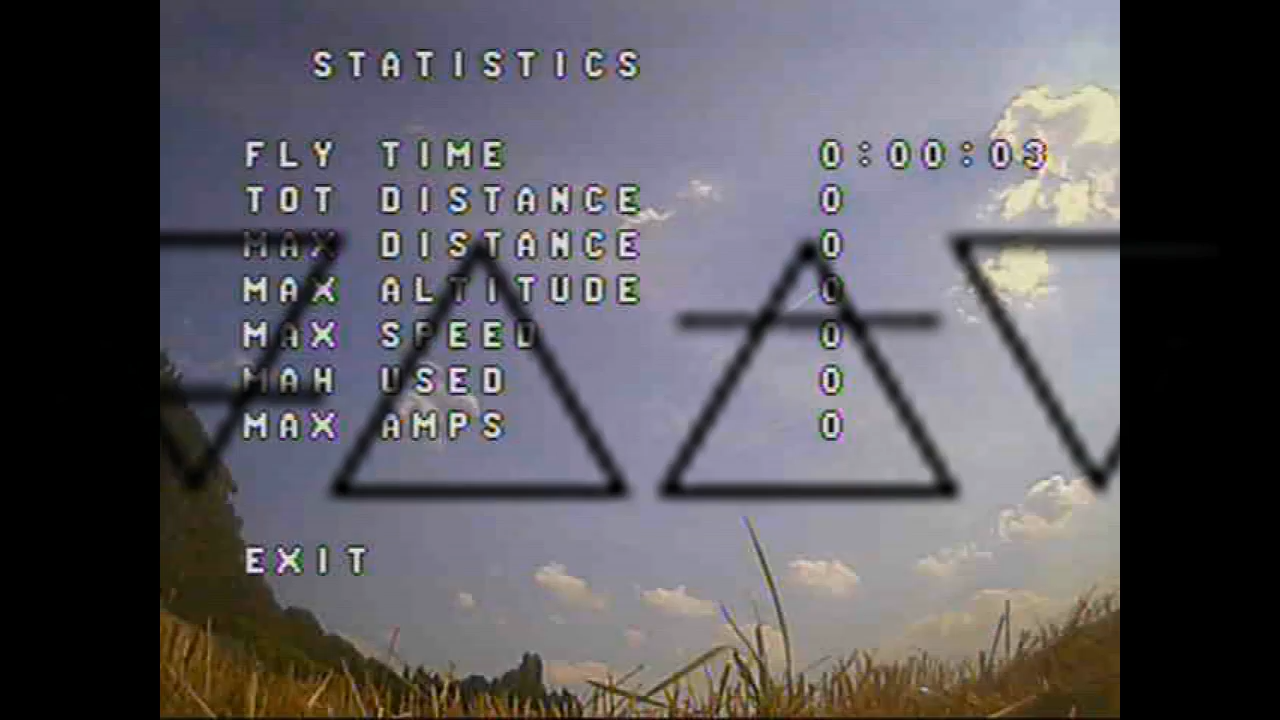 STATISTICS
FLY TIME 0:00:03
TOT DISTANCE 0
MAX DISTANCE 0
MAX ALTITUDE 0
MAX SPEED 0
MAH USED 0
MAX AMPS 0
EXIT